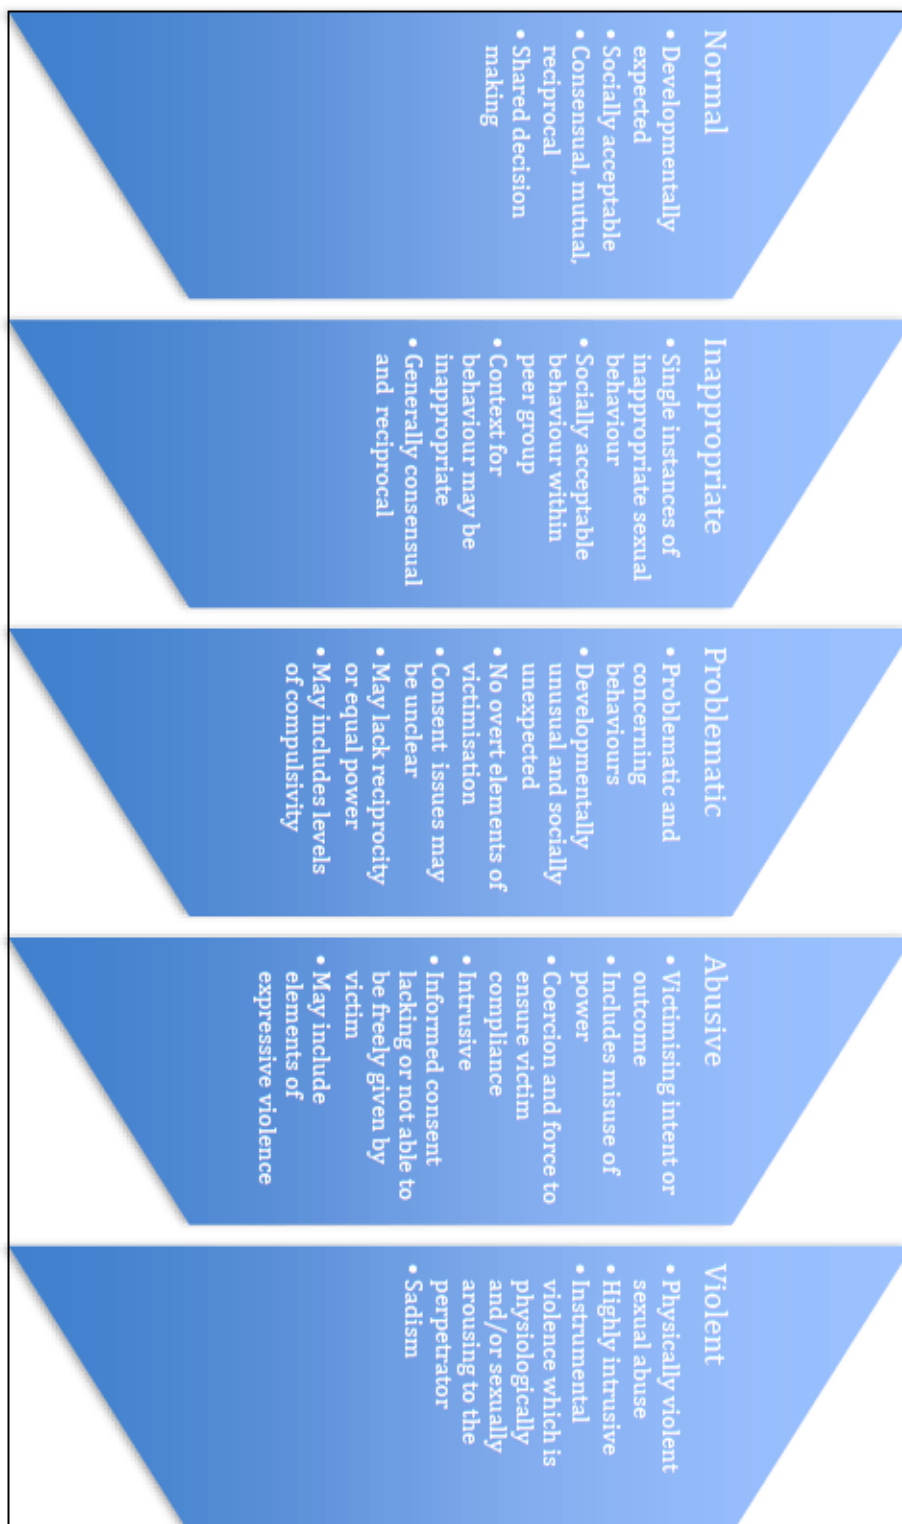 Normal
• Developmentally
expected
• Socially acceptable
• Consensual, mutual,
reciprocal
• Shared decision
making
Inappropriate
• Single instances of
inappropriate sexual
behaviour
• Socially acceptable
behaviour within
peer group
• Context for
behaviour may be
inappropriate
• Generally consensual
and reciprocal
Problematic
• Problematic and
concerning
behaviours
• Developmentally
unusual and socially
unexpected
• No overt elements of
victimisation
• Consent issues may
be unclear
• May lack reciprocity
or equal power
• May includes levels
of compulsivity
Abusive
• Victimising intent or
outcome
• Includes misuse of
power
• Coercion and force to
ensure victim
compliance
• Intrusive
• Informed consent
lacking or not able to
be freely given by
victim
• May include
elements of
expressive violence
Violent
• Physically violent
sexual abuse
• Highly intrusive
• Instrumental
violence which is
physiologically
and/or sexually
arousing to the
perpetrator
• Sadism